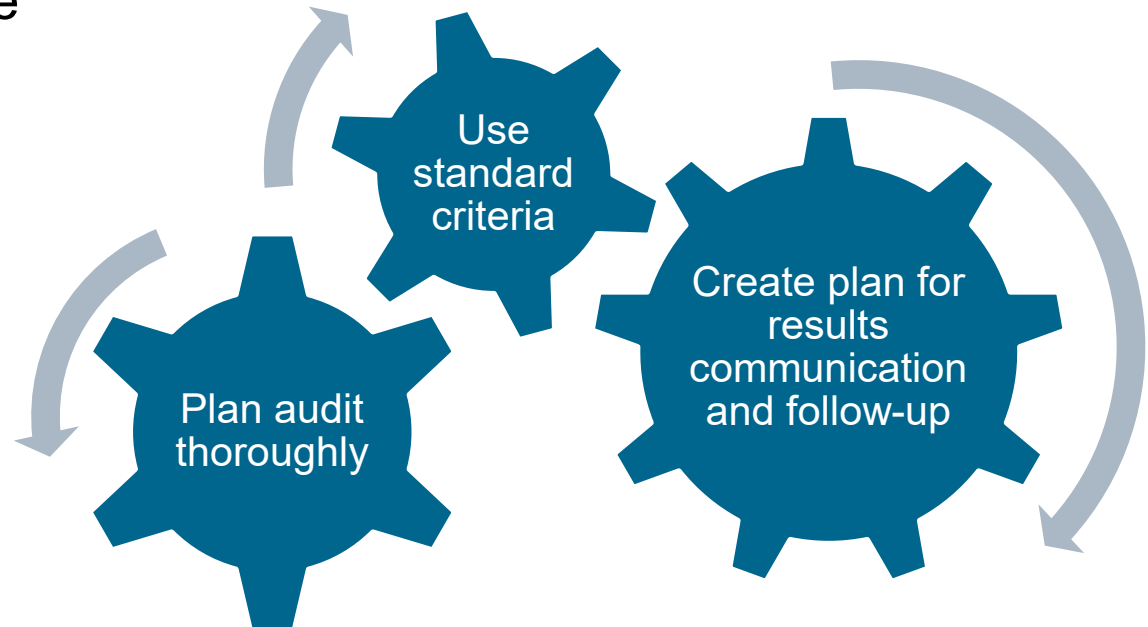 e
Use
standard
criteria
Create plan for
results
communication
and follow-up
Plan audit
thoroughly